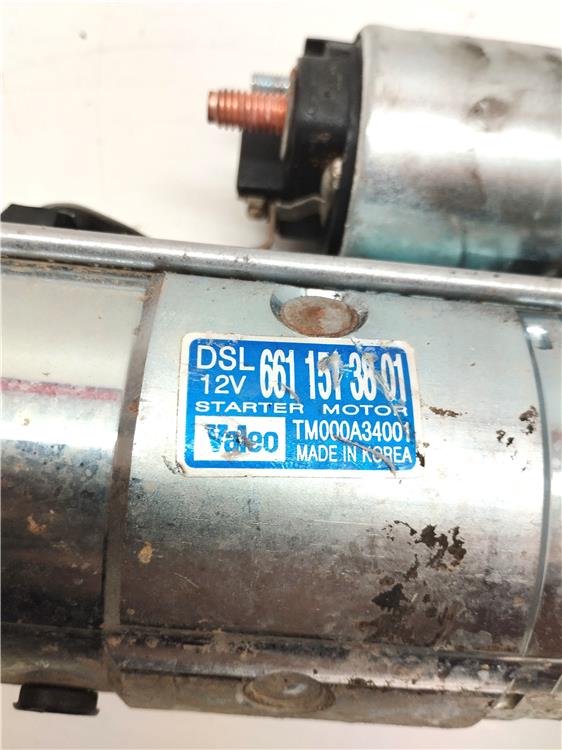 DSL 661 151 38 01
12V
STARTER MOTOR
Valeo TM000A34001
MADE IN KOREA